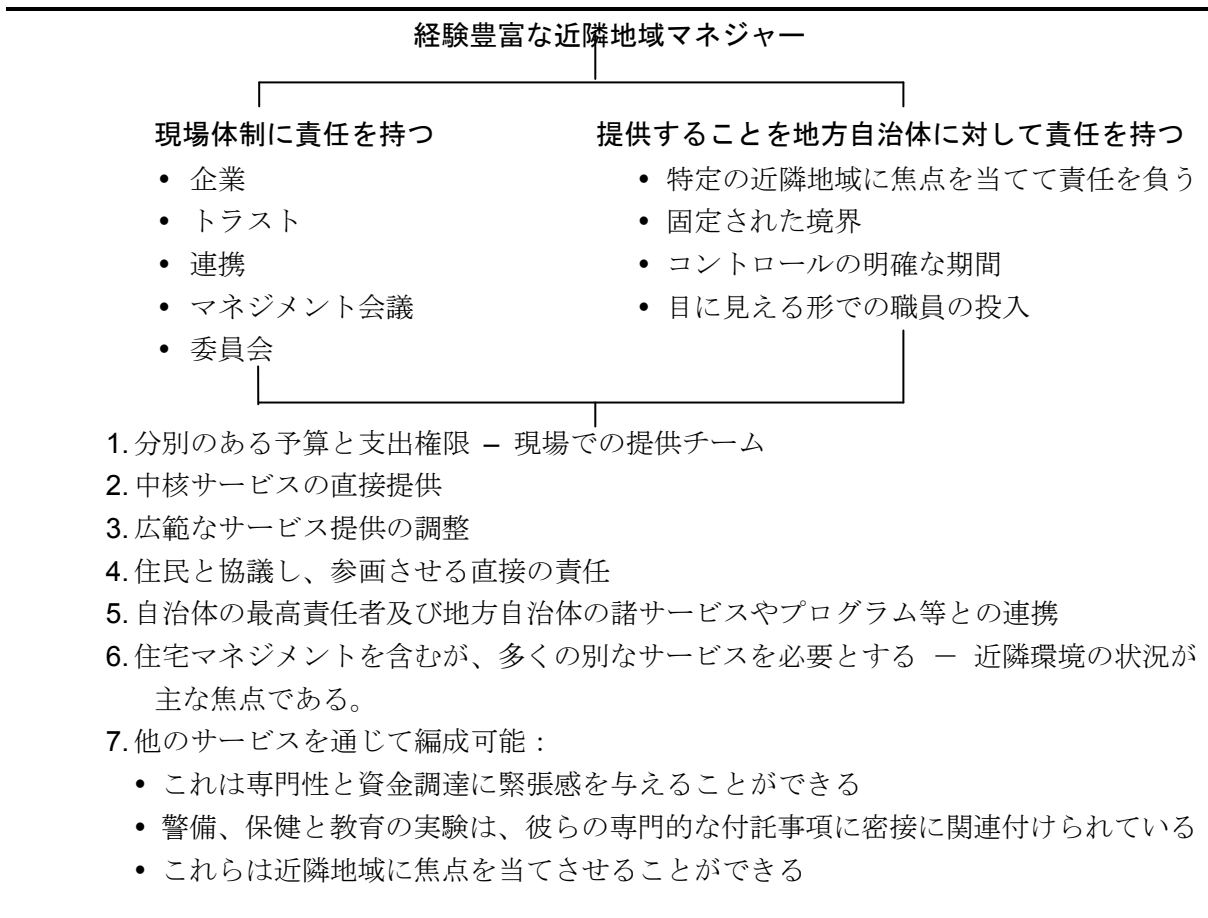 経験豊富な近隣地域マネジャー
現場体制に責任を持つ
• 企業
• トラスト
• 連携
• マネジメント会議
• 委員会
提供することを地方自治体に対して責任を持つ
• 特定の近隣地域に焦点を当てて責任を負う
• 固定された境界
• コントロールの明確な期間
• 目に見える形での職員の投入
1. 分別のある予算と支出権限 – 現場での提供チーム
2. 中核サービスの直接提供
3. 広範なサービス提供の調整
4. 住民と協議し、参画させる直接の責任
5. 自治体の最高責任者及び地方自治体の諸サービスやプログラム等との連携
6. 住宅マネジメントを含むが、多くの別なサービスを必要とする － 近隣環境の状況が
主な焦点である。
7. 他のサービスを通じて編成可能：
• これは専門性と資金調達に緊張感を与えることができる
• 警備、保健と教育の実験は、彼らの専門的な付託事項に密接に関連付けられている
• これらは近隣地域に焦点を当てさせることができる